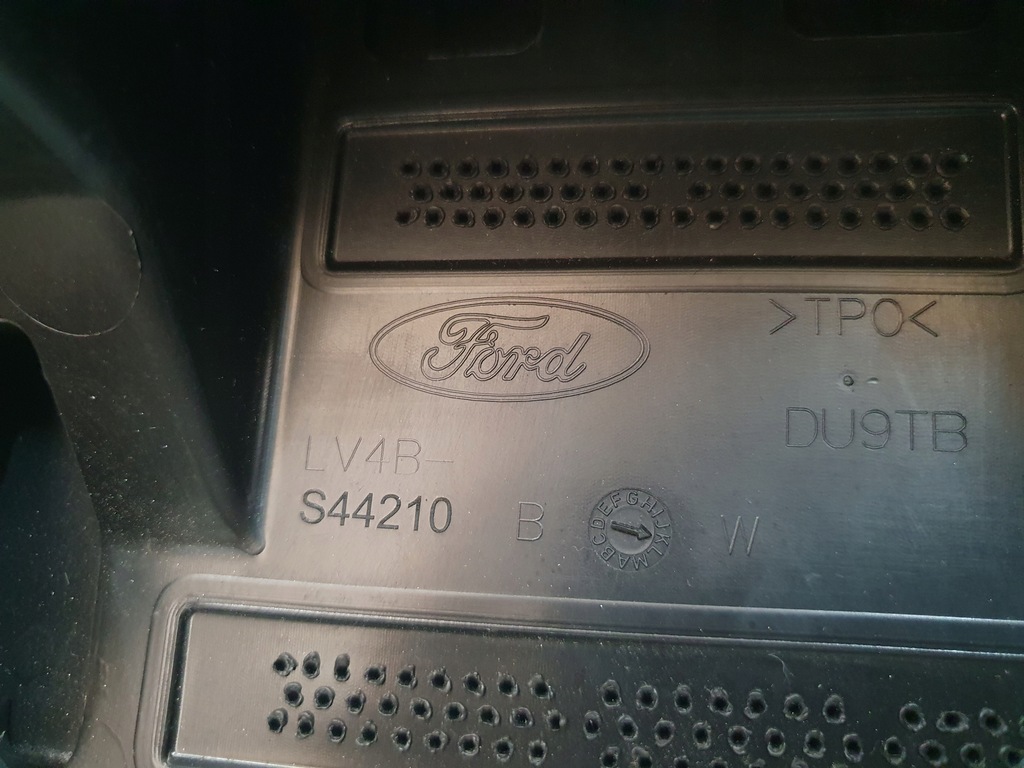 Ford
>TPO<
DU9TB
LV4B-
S44210
B
ABCDEFGHIJKLM
W